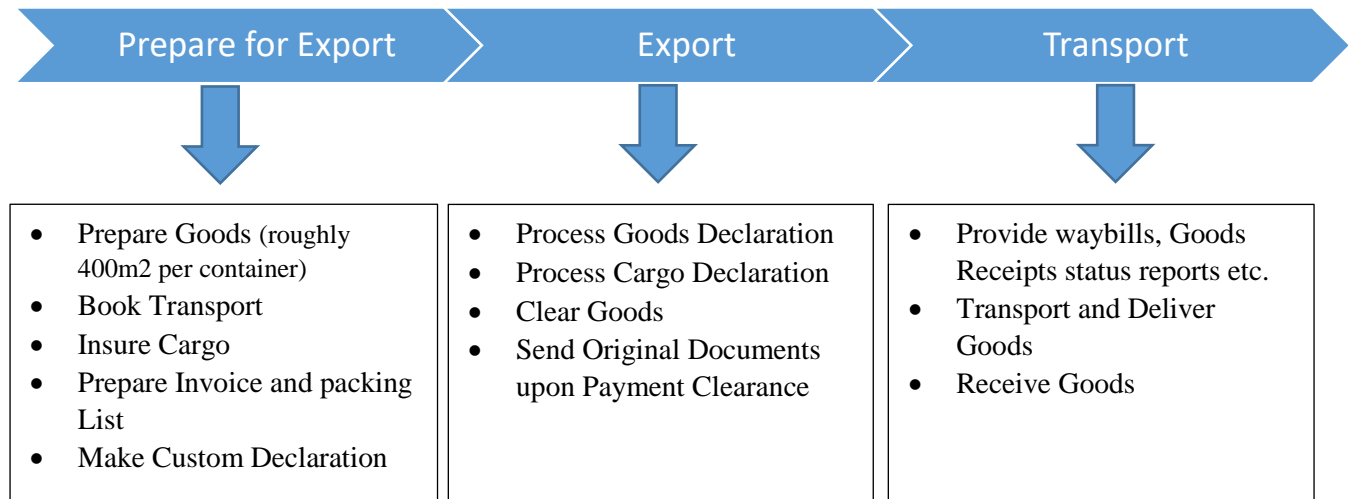 Prepare for Export
Export
Transport
• Prepare Goods (roughly
400m2 per container)
• Book Transport
• Insure Cargo
• Prepare Invoice and packing
List
• Make Custom Declaration
• Process Goods Declaration
• Process Cargo Declaration
• Clear Goods
• Send Original Documents
upon Payment Clearance
• Provide waybills, Goods
Receipts status reports etc.
• Transport and Deliver
Goods
• Receive Goods